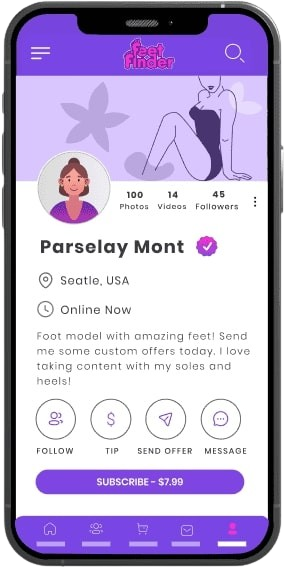 feet
finder
100 14 45
Photos Videos Followers
Parselay Mont
Seatle, USA
Online Now
Foot model with amazing feet! Send
me some custom offers today. I love
taking content with my soles and
heels!
$
FOLLOW TIP SEND OFFER MESSAGE
SUBSCRIBE - $7.99